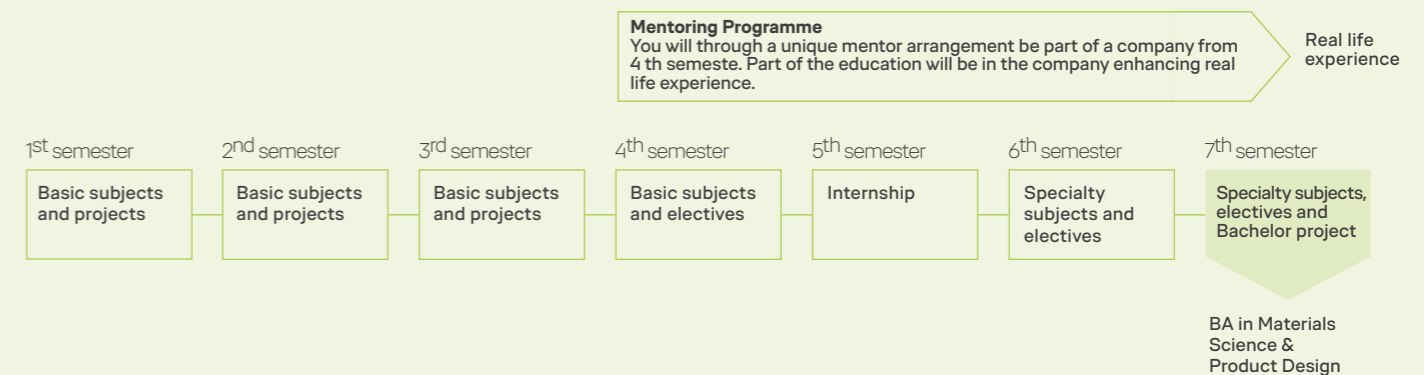 Mentoring Programme
You will through a unique mentor arrangement be part of a company from
4 th semeste. Part of the education will be in the company enhancing real
life experience.
Real life
experience
1st semester
2nd semester
3rd semester
4th semester
5th semester
6th semester
7th semester
Basic subjects
and projects
Basic subjects
and projects
Basic subjects
and projects
Basic subjects
and electives
Internship
Specialty
subjects and
electives
Specialty subjects,
electives and
Bachelor project
BA in Materials
Science &
Product Design